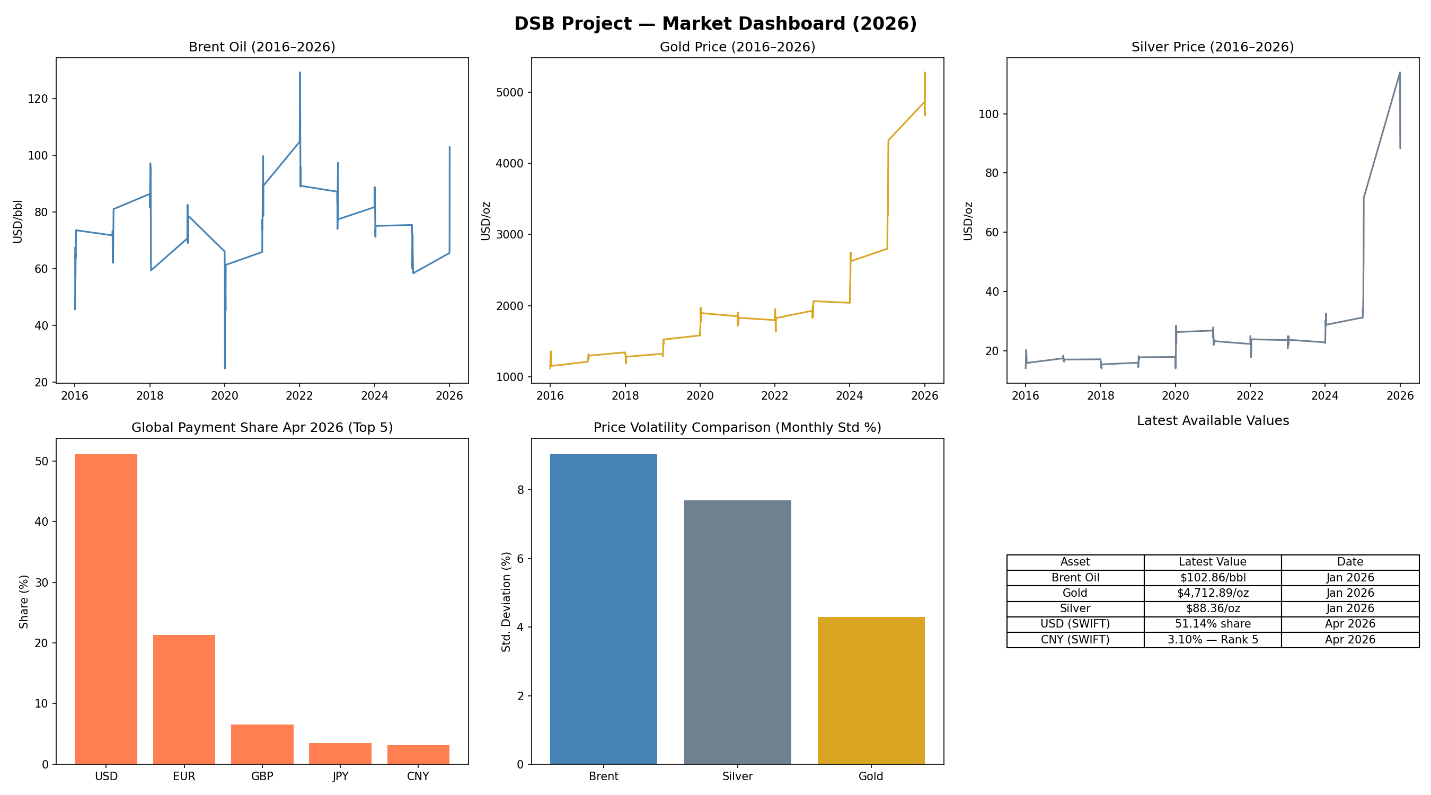 DSB Project — Market Dashboard (2026)
Brent Oil (2016–2026)
USD/bbl
120
100
80
60
40
20
2016 2018 2020 2022 2024 2026
Gold Price (2016–2026)
USD/oz
5000
4000
3000
2000
1000
2016 2018 2020 2022 2024 2026
Silver Price (2016–2026)
USD/oz
100
80
60
40
20
2016 2018 2020 2022 2024 2026
Global Payment Share Apr 2026 (Top 5)
Share (%)
50
40
30
20
10
0
USD EUR GBP JPY CNY
Price Volatility Comparison (Monthly Std %)
Std. Deviation (%)
8
6
4
2
0
Brent Silver Gold
Latest Available Values
Asset Latest Value Date
Brent Oil $102.86/bbl Jan 2026
Gold $4,712.89/oz Jan 2026
Silver $88.36/oz Jan 2026
USD (SWIFT) 51.14% share Apr 2026
CNY (SWIFT) 3.10% — Rank 5 Apr 2026